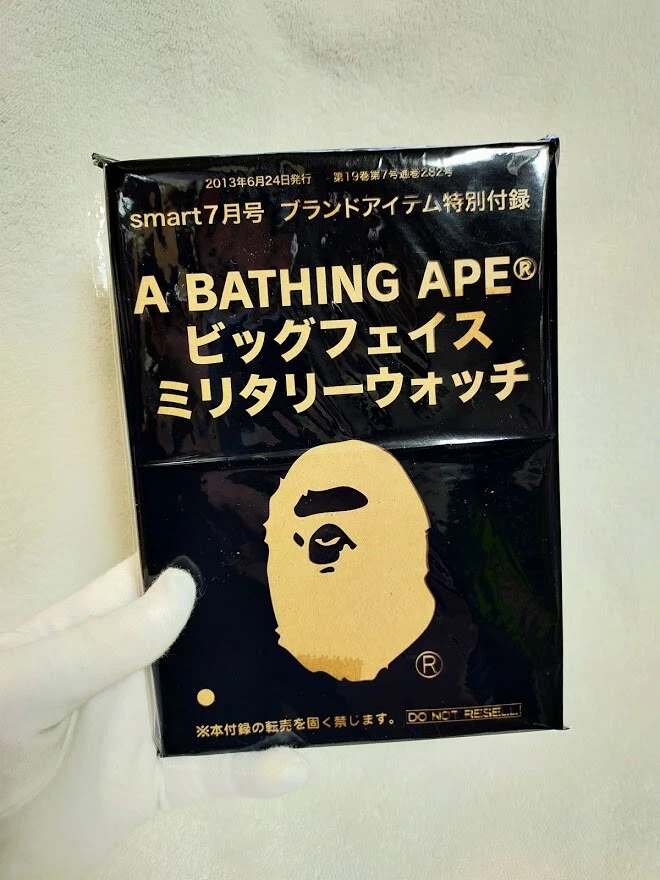 2013年6月24日発行　第19巻第7号通巻282号
smart7月号 ブランドアイテム特別付録
A BATHING APE®
ビッグフェイス
ミリタリーウォッチ
®
※本付録の転売を固く禁じます。 DO NOT RESELL!